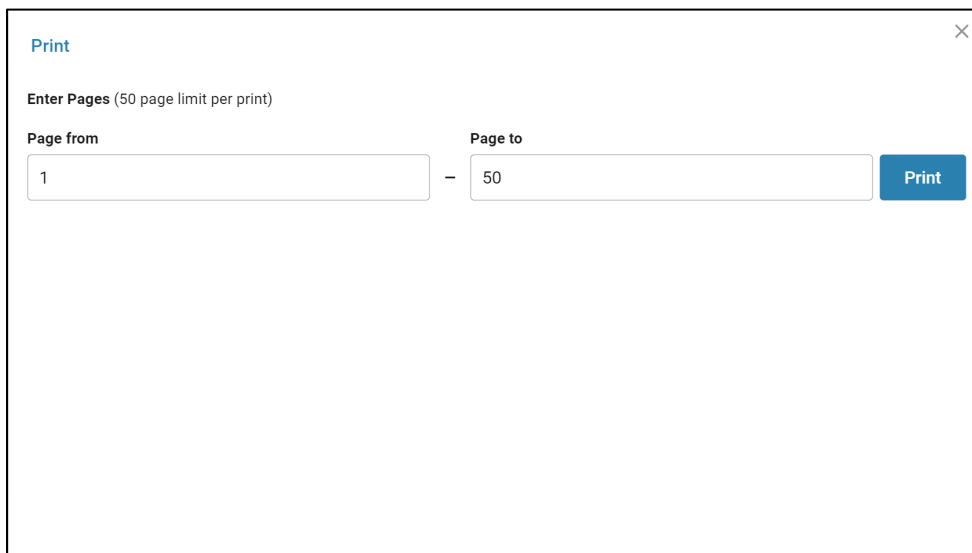 Print
Enter Pages (50 page limit per print)
Page from
Page to
1 – 50 Print